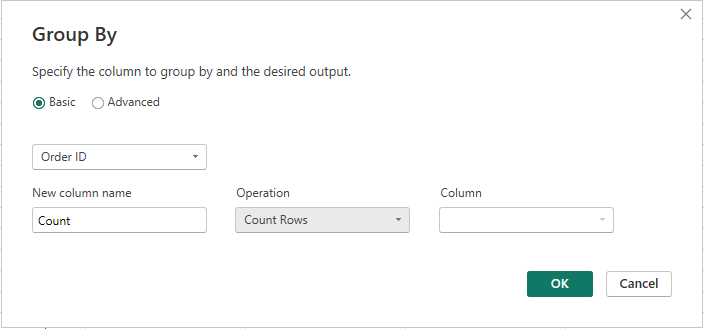 Group By
Specify the column to group by and the desired output.
Basic Advanced
Order ID
New column name Operation Column
Count Count Rows
OK Cancel